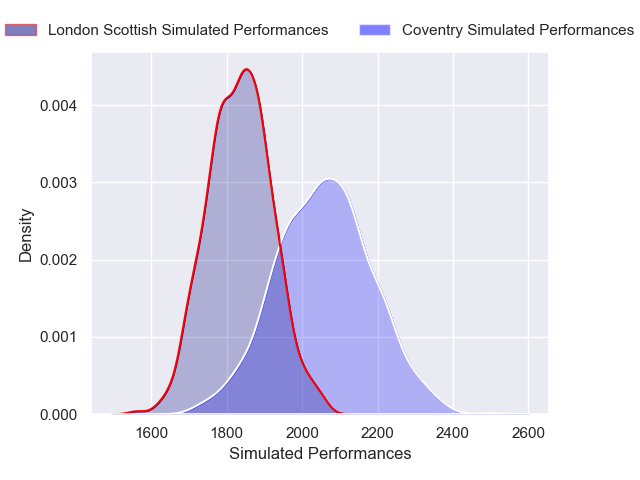 London Scottish Simulated Performances
Coventry Simulated Performances
0.004
0.003
0.002
0.001
0.000
Density
1600 1800 2000 2200 2400 2600
Simulated Performances